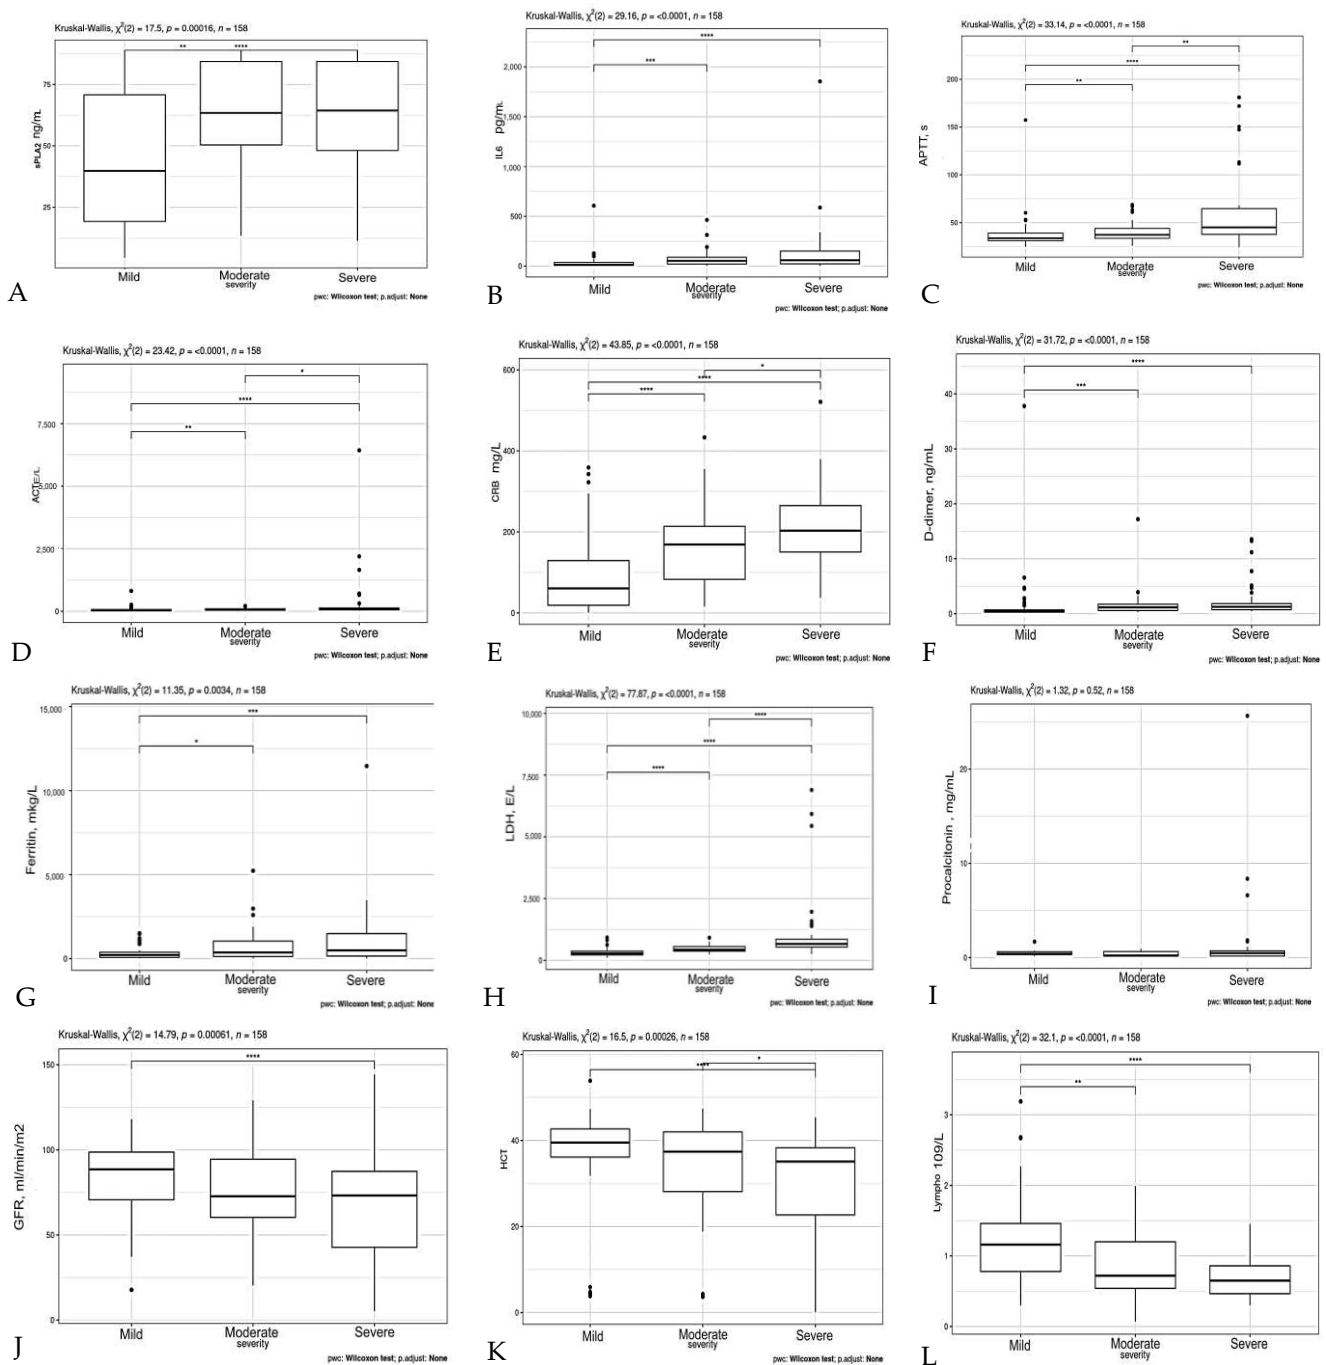 Kruskal-Wallis, χ²(2) = 17.5, p = 0.00016, n = 158
** ****
75
50
25
sPLA2 ng/mL
Mild Moderate Severe
severity
pwc: Wilcoxon test; p.adjust: None
A
Kruskal-Wallis, χ²(2) = 29.16, p = <0.0001, n = 158
****
***
2,000
1,500
1,000
500
0
IL6 pg/mL
Mild Moderate Severe
severity
pwc: Wilcoxon test; p.adjust: None
B
Kruskal-Wallis, χ²(2) = 33.14, p = <0.0001, n = 158
**
****
**
200
150
100
50
APTT, s
Mild Moderate Severe
severity
pwc: Wilcoxon test; p.adjust: None
C
Kruskal-Wallis, χ²(2) = 23.42, p = <0.0001, n = 158
*
****
**
7,500
5,000
2,500
0
ACT E/L
Mild Moderate Severe
severity
pwc: Wilcoxon test; p.adjust: None
D
Kruskal-Wallis, χ²(2) = 43.85, p = <0.0001, n = 158
*
****
****
600
400
200
0
CRB mg/L
Mild Moderate Severe
severity
pwc: Wilcoxon test; p.adjust: None
E
Kruskal-Wallis, χ²(2) = 31.72, p = <0.0001, n = 158
****
***
40
30
20
10
0
D-dimer, ng/mL
Mild Moderate Severe
severity
pwc: Wilcoxon test; p.adjust: None
F
Kruskal-Wallis, χ²(2) = 11.35, p = 0.0034, n = 158
***
*
15,000
10,000
5,000
0
Ferritin, mkg/L
Mild Moderate Severe
severity
pwc: Wilcoxon test; p.adjust: None
G
Kruskal-Wallis, χ²(2) = 77.87, p = <0.0001, n = 158
****
****
****
10,000
7,500
5,000
2,500
0
LDH, E/L
Mild Moderate Severe
severity
pwc: Wilcoxon test; p.adjust: None
H
Kruskal-Wallis, χ²(2) = 1.32, p = 0.52, n = 158
20
10
0
Procalcitonin , mg/mL
Mild Moderate Severe
severity
pwc: Wilcoxon test; p.adjust: None
I
Kruskal-Wallis, χ²(2) = 14.79, p = 0.00061, n = 158
****
150
100
50
0
GFR, ml/min/m2
Mild Moderate Severe
severity
pwc: Wilcoxon test; p.adjust: None
J
Kruskal-Wallis, χ²(2) = 16.5, p = 0.00026, n = 158
*
****
60
40
20
0
HCT
Mild Moderate Severe
severity
pwc: Wilcoxon test; p.adjust: None
K
Kruskal-Wallis, χ²(2) = 32.1, p = <0.0001, n = 158
****
**
3
2
1
0
Lympho 109/L
Mild Moderate Severe
severity
pwc: Wilcoxon test; p.adjust: None
L